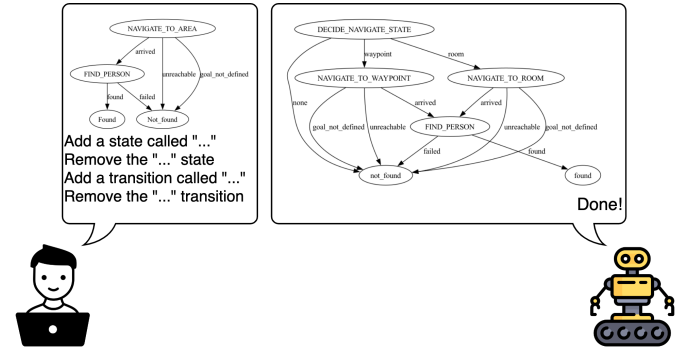 NAVIGATE_TO_AREA
arrived
FIND_PERSON
unreachable
goal_not_defined
found
failed
Found
Not_found
Add a state called "..."
Remove the "..." state
Add a transition called "..."
Remove the "..." transition
DECIDE_NAVIGATE_STATE
waypoint
room
NAVIGATE_TO_WAYPOINT
NAVIGATE_TO_ROOM
none
arrived
arrived
goal_not_defined
unreachable
FIND_PERSON
unreachable
goal_not_defined
failed
found
not_found
found
Done!